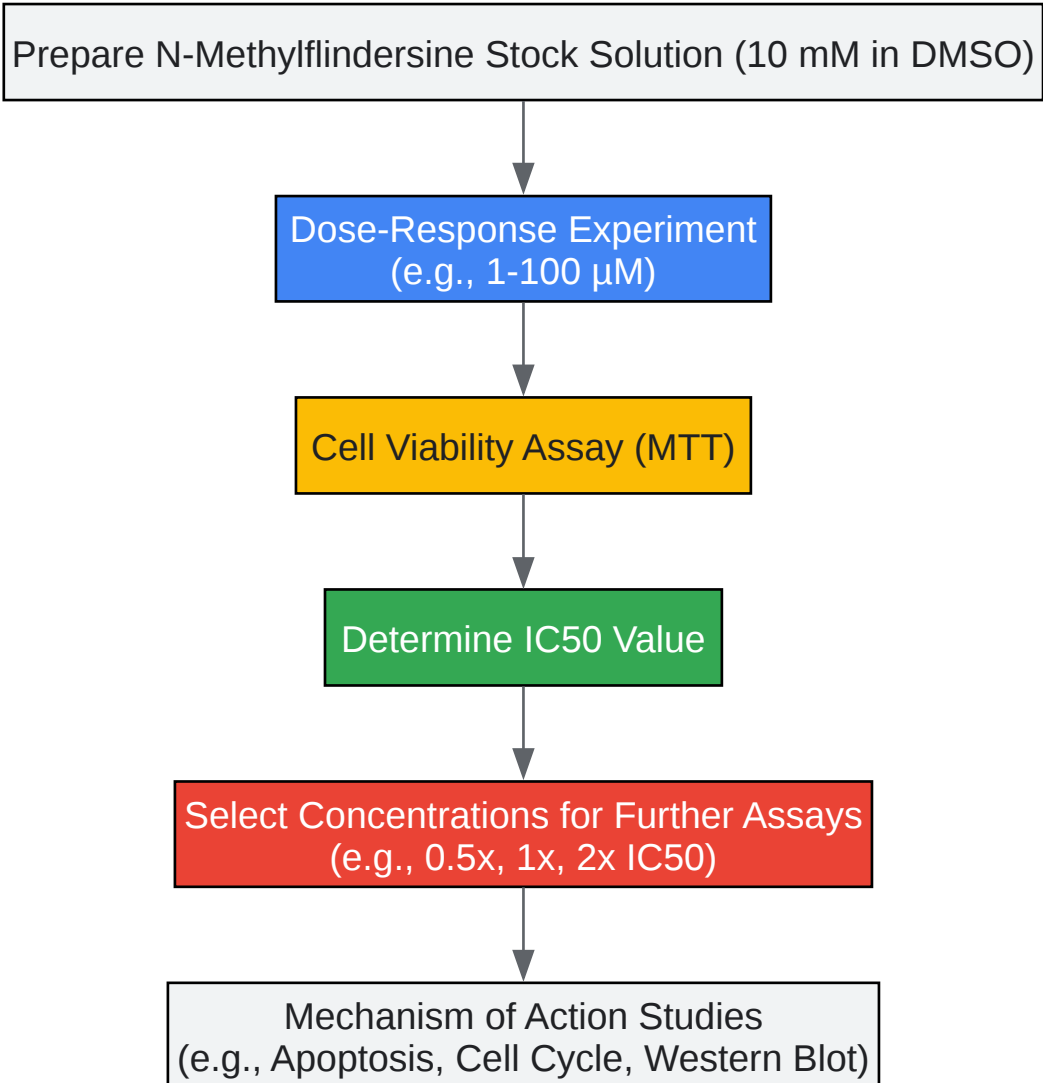 Prepare N-Methylflindersine Stock Solution (10 mM in DMSO)
Dose-Response Experiment
(e.g., 1-100 µM)
Cell Viability Assay (MTT)
Determine IC50 Value
Select Concentrations for Further Assays
(e.g., 0.5x, 1x, 2x IC50)
Mechanism of Action Studies
(e.g., Apoptosis, Cell Cycle, Western Blot)